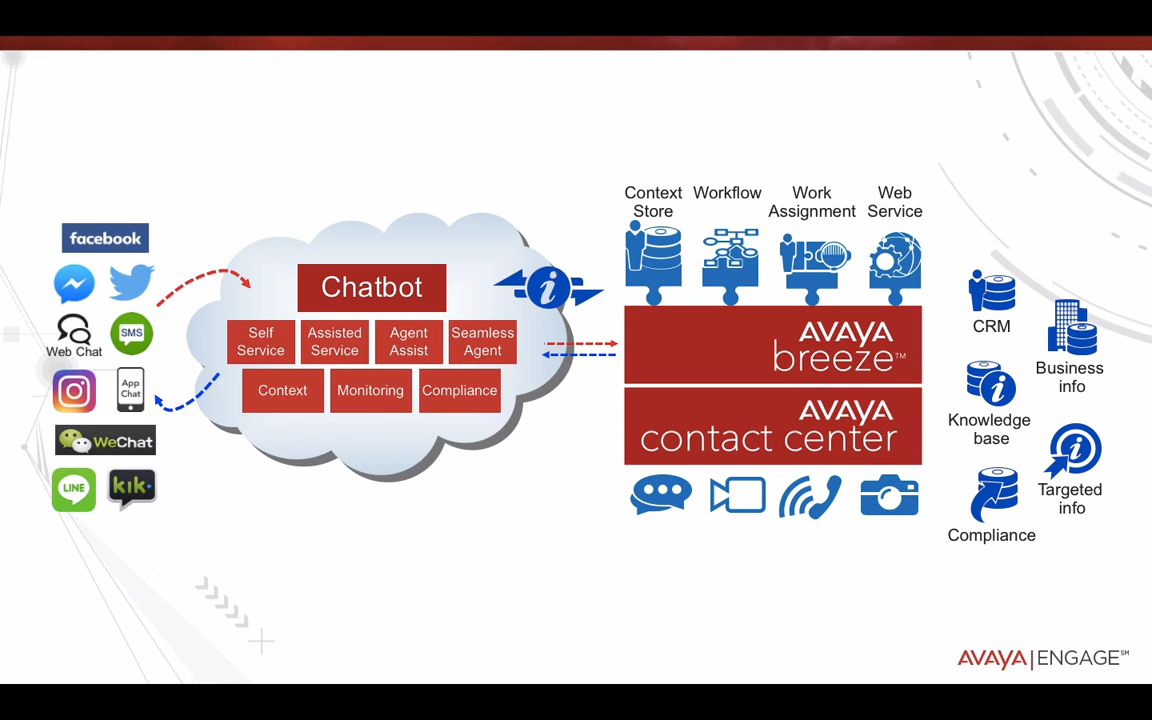 facebook
Web Chat
SMS
App
Chat
WeChat
LINE
kik
Chatbot
Self
Service
Assisted
Service
Agent
Assist
Seamless
Agent
Context
Monitoring
Compliance
i
Context
Store
Workflow
Work
Assignment
Web
Service
AVAYA
breeze™
AVAYA
contact center
CRM
Business
info
i
Knowledge
base
i
Targeted
info
Compliance
AVAYA | ENGAGE℠